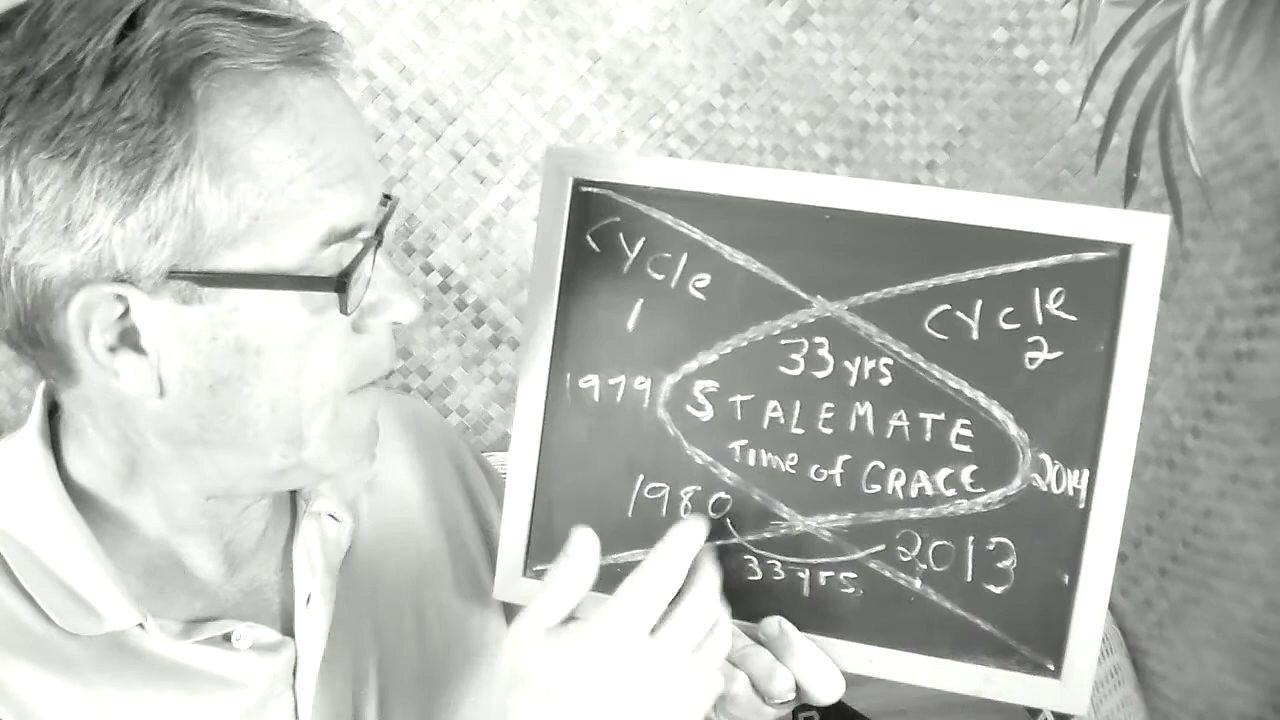 Cycle
1
Cycle
2
33 yrs
STALEMATE
Time of GRACE
1979
2014
1980
2013
33 yrs.